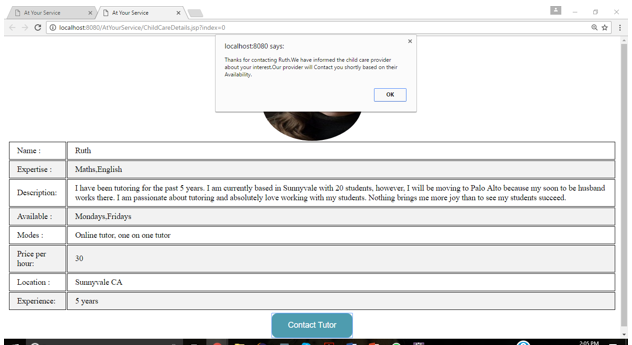 At Your Service
At Your Service
localhost:8080/AtYourService/ChildCareDetails.jsp?index=0
localhost:8080 says:
Thanks for contacting Ruth.We have informed the child care provider
about your interest.Our provider will Contact you shortly based on their
Availability.
OK
Name : Ruth
Expertise : Maths,English
Description: I have been tutoring for the past 5 years. I am currently based in Sunnyvale with 20 students, however, I will be moving to Palo Alto because my soon to be husband
works there. I am passionate about tutoring and absolutely love working with my students. Nothing brings me more joy than to see my students succeed.
Available : Mondays,Fridays
Modes : Online tutor, one on one tutor
Price per
hour: 30
Location : Sunnyvale CA
Experience: 5 years
Contact Tutor
2:05 PM